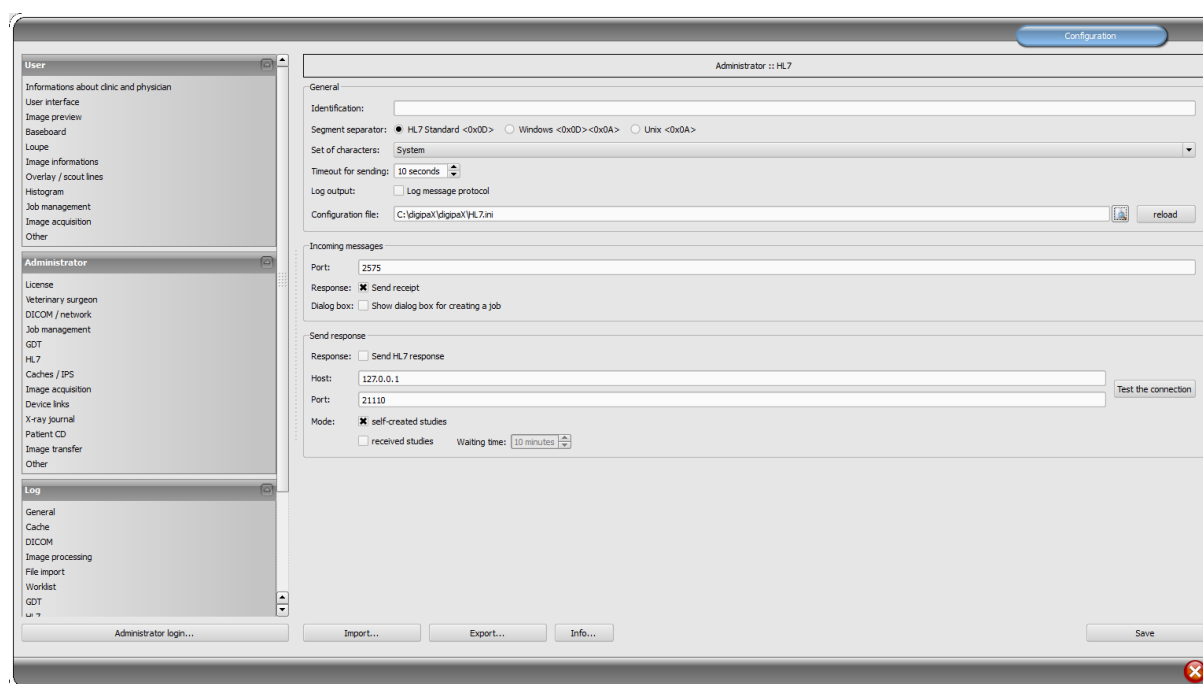 Configuration
User
Informations about clinic and physician
User interface
Image preview
Baseboard
Loupe
Image informations
Overlay / scout lines
Histogram
Job management
Image acquisition
Other
Administrator
License
Veterinary surgeon
DICOM / network
Job management
GDT
HL7
Caches / IPS
Image acquisition
Device links
X-ray journal
Patient CD
Image transfer
Other
Log
General
Cache
DICOM
Image processing
File import
Worklist
GDT
HL7
Administrator login...
Administrator :: HL7
General
Identification:
Segment separator: HL7 Standard <0x0D> Windows <0x0D><0x0A> Unix <0x0A>
Set of characters: System
Timeout for sending: 10 seconds
Log output: Log message protocol
Configuration file: C:\digipaX\digipaX\HL7.ini reload
Incoming messages
Port: 2575
Response: Send receipt
Dialog box: Show dialog box for creating a job
Send response
Response: Send HL7 response
Host: 127.0.0.1
Test the connection
Port: 21110
Mode: self-created studies
received studies Waiting time: 10 minutes
Import... Export... Info... Save